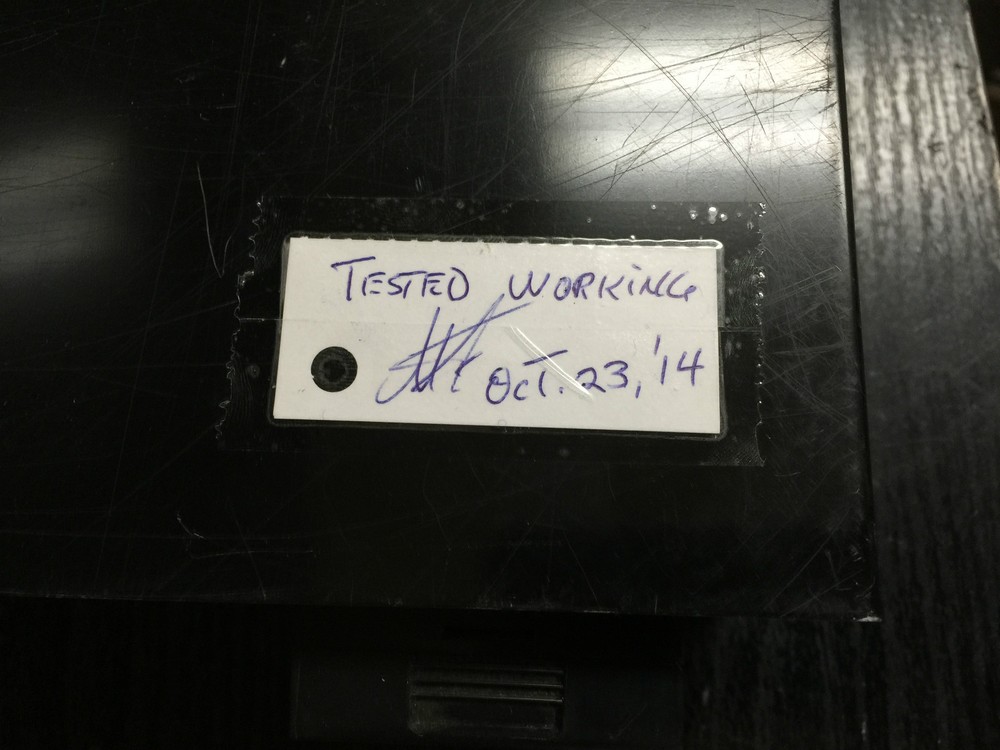 TESTED WORKING
OCT. 23, '14